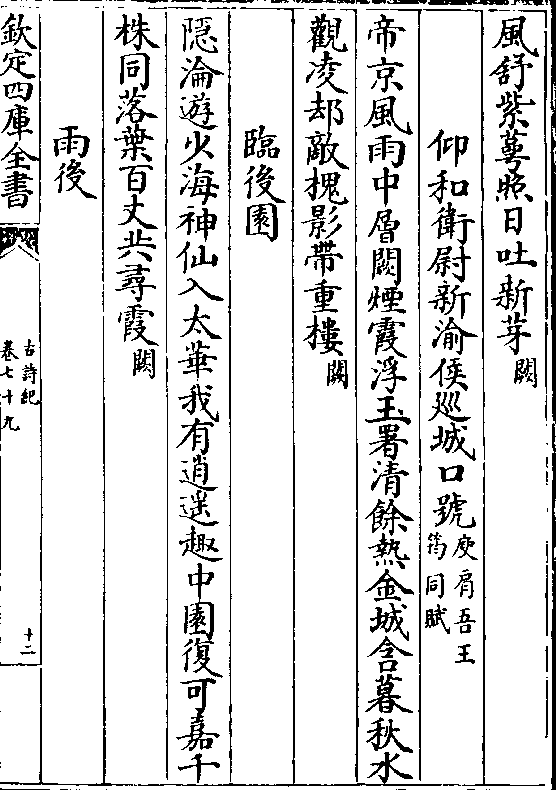 風舒紫萼照日吐新芽闕
仰和衛尉新渝侯巡城口號庾肩吾王筠同賦
帝京風雨中層闕煙霞浮玉署清餘熱金城含暮秋水
觀凌却敵槐影帶重樓闕
臨後園
隠淪遊少海神仙入太華我有逍遥趣中園復可嘉千
株同落葉百丈共尋霞闕
雨後
欽定四庫全書
古詩紀
卷七十九
十二